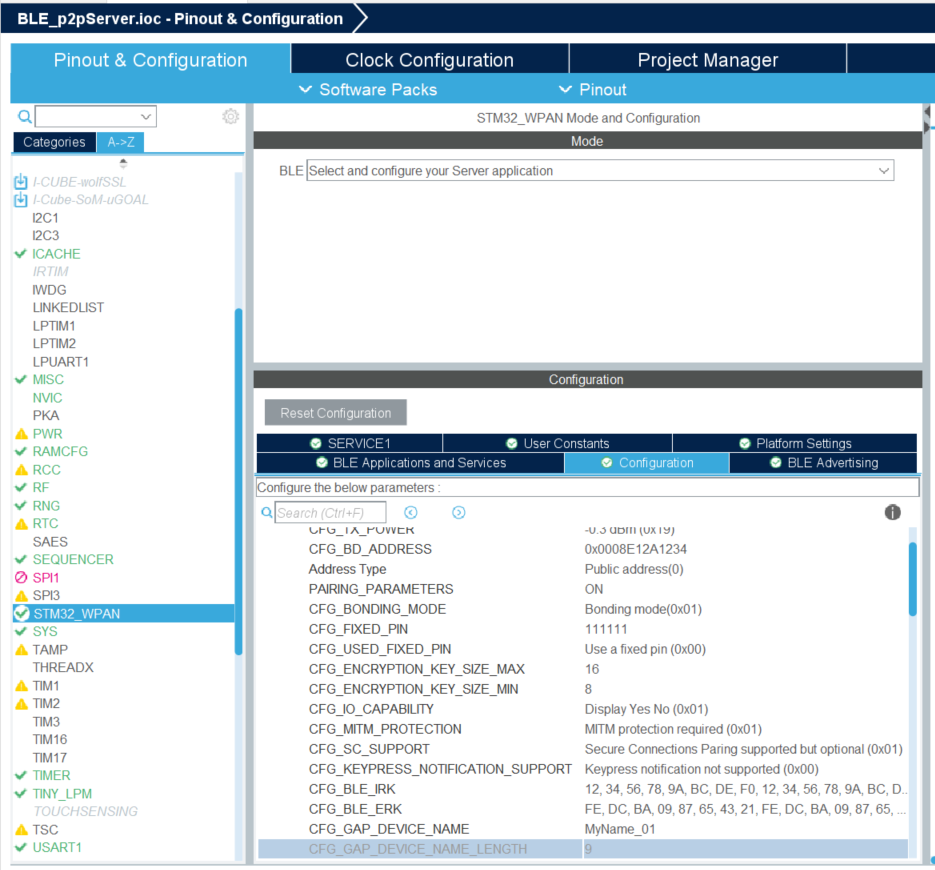 BLE_p2pServer.ioc - Pinout & Configuration
Pinout & Configuration
Clock Configuration
Project Manager
Software Packs
Pinout
Categories
A->Z
I-CUBE-wolfSSL
I-Cube-SoM-uGOAL
I2C1
I2C3
ICACHE
IRTIM
IWDG
LINKEDLIST
LPTIM1
LPTIM2
LPUART1
MISC
NVIC
PKA
PWR
RAMCFG
RCC
RF
RNG
RTC
SAES
SEQUENCER
SPI1
SPI3
STM32_WPAN
SYS
TAMP
THREADX
TIM1
TIM2
TIM3
TIM16
TIM17
TIMER
TINY_LPM
TOUCHSENSING
TSC
USART1
STM32_WPAN Mode and Configuration
Mode
BLE Select and configure your Server application
Configuration
Reset Configuration
SERVICE1
User Constants
Platform Settings
BLE Applications and Services
Configuration
BLE Advertising
Configure the below parameters :
Search (Ctrl+F)
CFG_TX_POWER -0.3 dBm (0x19)
CFG_BD_ADDRESS 0x0008E12A1234
Address Type Public address(0)
PAIRING_PARAMETERS ON
CFG_BONDING_MODE Bonding mode(0x01)
CFG_FIXED_PIN 111111
CFG_USED_FIXED_PIN Use a fixed pin (0x00)
CFG_ENCRYPTION_KEY_SIZE_MAX 16
CFG_ENCRYPTION_KEY_SIZE_MIN 8
CFG_IO_CAPABILITY Display Yes No (0x01)
CFG_MITM_PROTECTION MITM protection required (0x01)
CFG_SC_SUPPORT Secure Connections Paring supported but optional (0x01)
CFG_KEYPRESS_NOTIFICATION_SUPPORT Keypress notification not supported (0x00)
CFG_BLE_IRK 12, 34, 56, 78, 9A, BC, DE, F0, 12, 34, 56, 78, 9A, BC, D...
CFG_BLE_ERK FE, DC, BA, 09, 87, 65, 43, 21, FE, DC, BA, 09, 87, 65, ...
CFG_GAP_DEVICE_NAME MyName_01
CFG_GAP_DEVICE_NAME_LENGTH 9